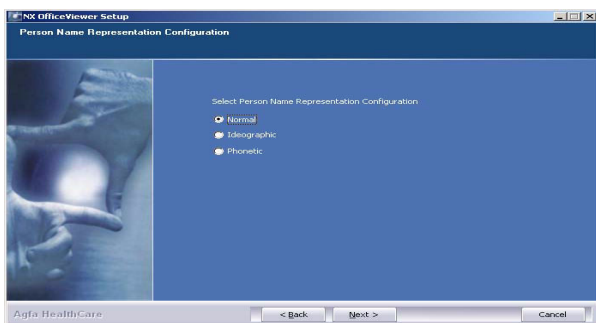 NX OfficeViewer Setup
Person Name Representation Configuration
Select Person Name Representation Configuration
Normal
Ideographic
Phonetic
Agfa HealthCare
< Back Next > Cancel